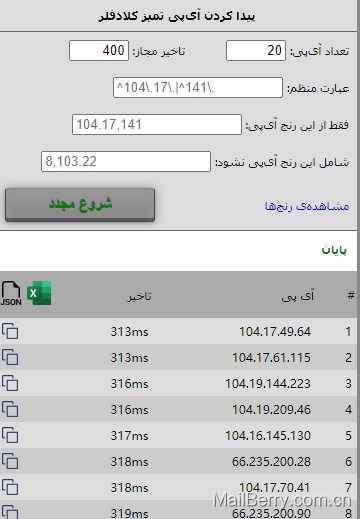 پیدا کردن آی‌پی تمیز کلادفلر
تعداد آی‌پی: 20 تاخیر مجاز: 400
عبارت منظم: ^104\.17\.|^141\.
فقط از این رنج آی‌پی: 104.17,141
شامل این رنج آی‌پی نشود: 8,103.22
مشاهده‌ی رنج‌ها شروع مجدد
پایان
# آی پی تاخیر X JSON
1 104.17.49.64 313ms
2 104.17.61.115 313ms
3 104.19.144.223 316ms
4 104.19.209.46 316ms
5 104.16.145.130 317ms
6 66.235.200.28 318ms
7 104.17.70.41 318ms
8 66.235.200.90 319ms
MailBerry.com.cn